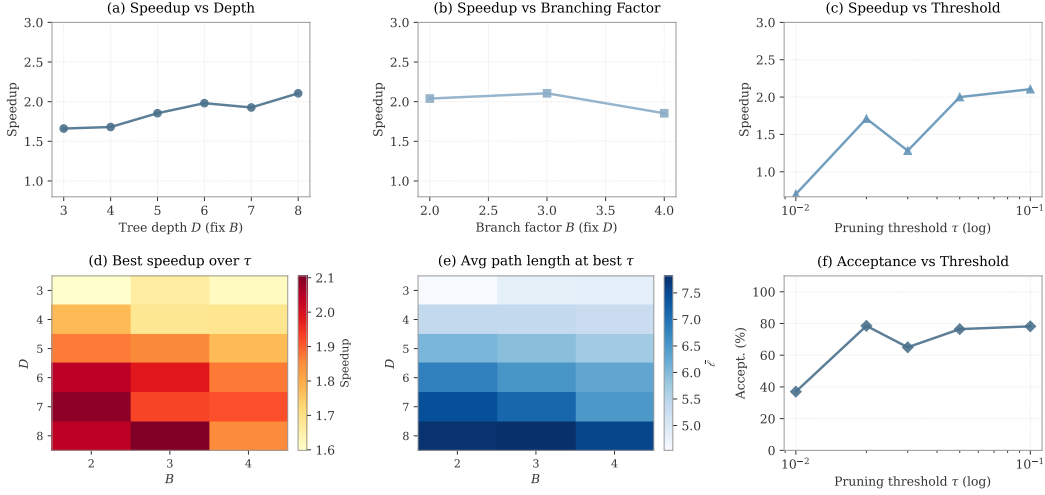 (a) Speedup vs Depth
3.0
2.5
2.0
1.5
1.0
Speedup
3 4 5 6 7 8
Tree depth D (fix B)
(b) Speedup vs Branching Factor
3.0
2.5
2.0
1.5
1.0
Speedup
2.0 2.5 3.0 3.5 4.0
Branch factor B (fix D)
(c) Speedup vs Threshold
3.0
2.5
2.0
1.5
1.0
Speedup
10⁻² 10⁻¹
Pruning threshold τ (log)
(d) Best speedup over τ
3
4
5
6
7
8
D
2 3 4
B
2.1
2.0
1.9
1.8
1.7
1.6
Speedup
(e) Avg path length at best τ
3
4
5
6
7
8
D
2 3 4
B
7.5
7.0
6.5
6.0
5.5
5.0
ℓ̄
(f) Acceptance vs Threshold
100
80
60
40
20
0
Accept. (%)
10⁻² 10⁻¹
Pruning threshold τ (log)